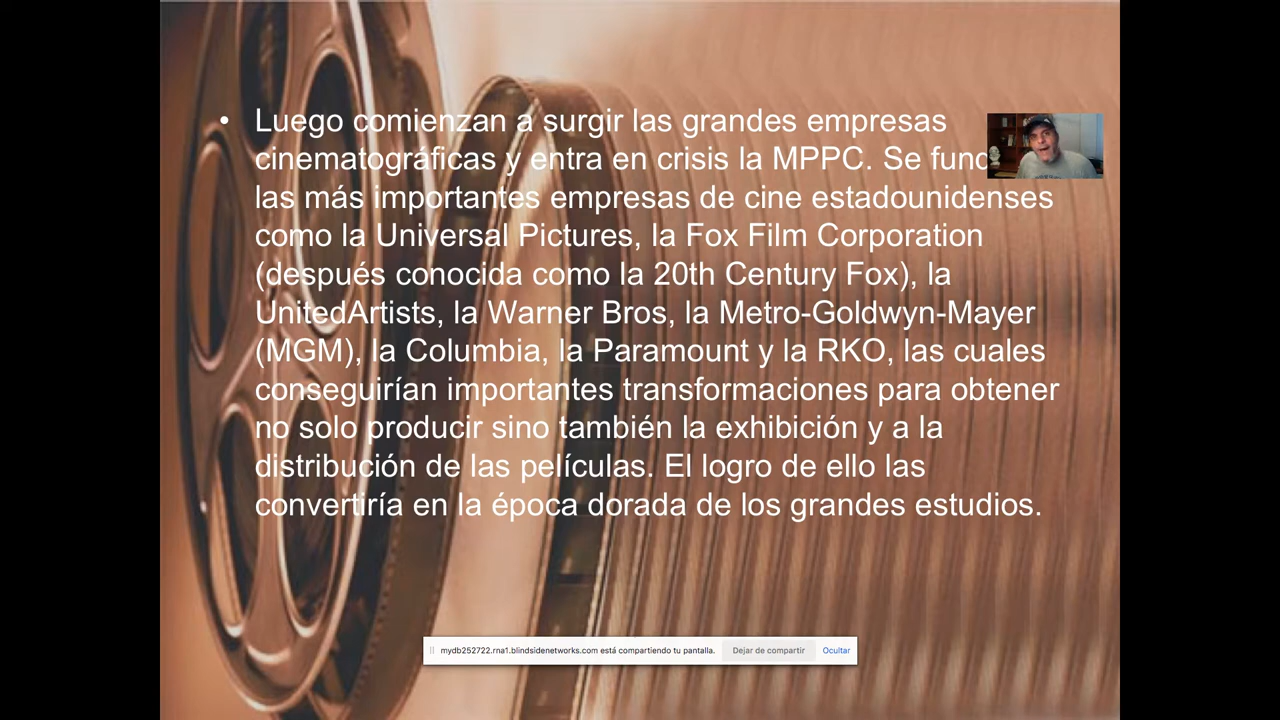 • Luego comienzan a surgir las grandes empresas
cinematográficas y entra en crisis la MPPC. Se
las más importantes empresas de cine estadounidenses
como la Universal Pictures, la Fox Film Corporation
(después conocida como la 20th Century Fox), la
UnitedArtists, la Warner Bros, la Metro-Goldwyn-Mayer
(MGM), la Columbia, la Paramount y la RKO, las cuales
conseguirían importantes transformaciones para obtener
no solo producir sino también la exhibición y a la
distribución de las películas. El logro de ello las
convertiría en la época dorada de los grandes estudios.
mydb252722.rna1.blindsidenetworks.com está compartiendo tu pantalla. Dejar de compartir Ocultar